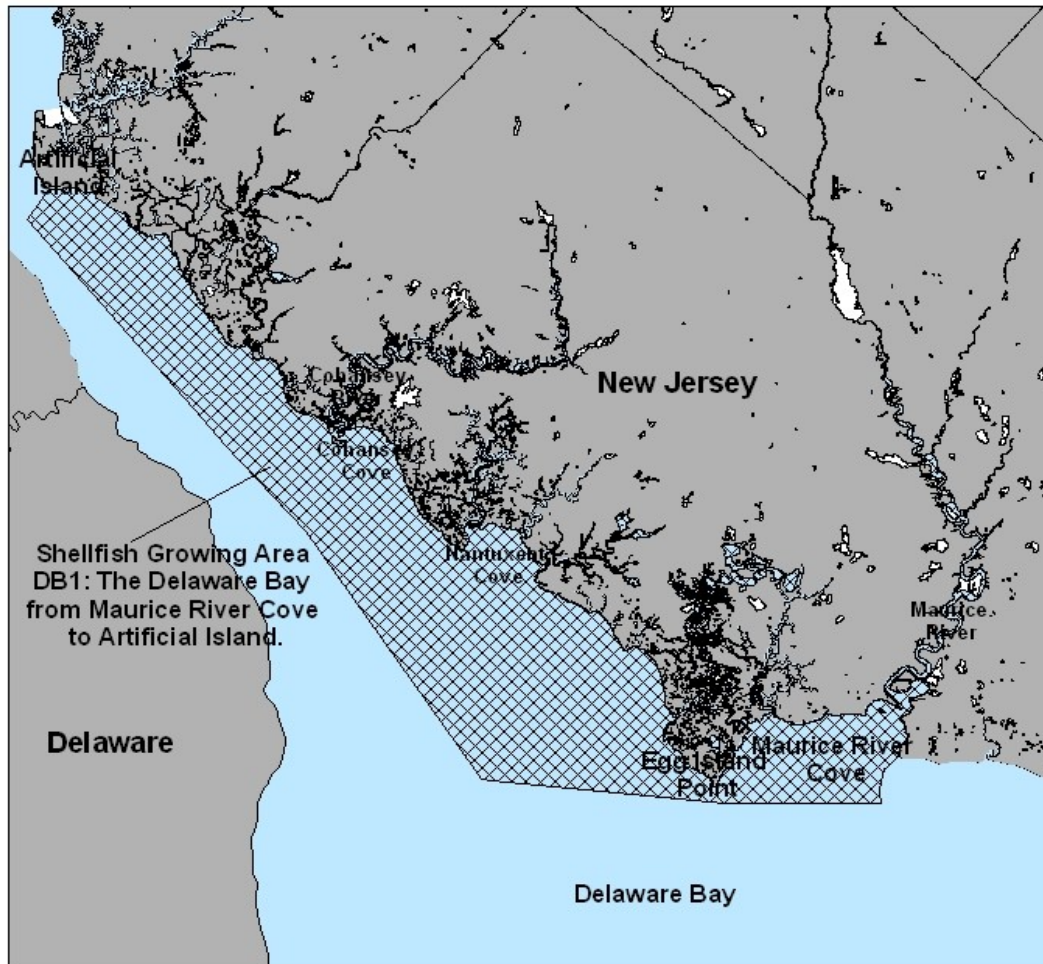 Artificial
Island
New Jersey
Cohansey
River
Cohansey
Cove
Shellfish Growing Area
DB1: The Delaware Bay
from Maurice River Cove
to Artificial Island.
Nantuxent
Cove
Maurice
River
Delaware
Egg Island
Point
Maurice River
Cove
Delaware Bay